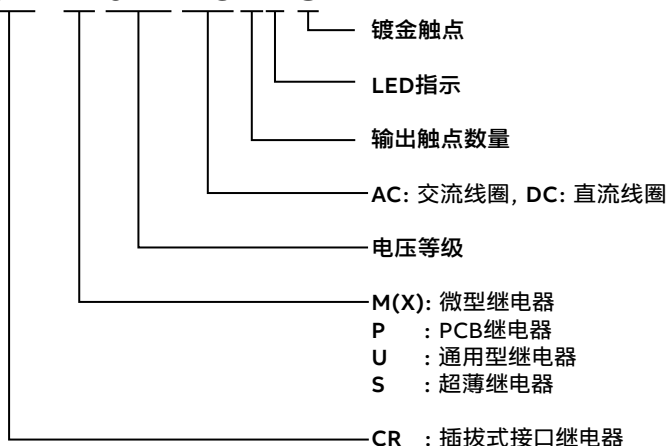 镀金触点
LED指示
输出触点数量
AC: 交流线圈, DC: 直流线圈
电压等级
M(X): 微型继电器
P : PCB继电器
U : 通用型继电器
S : 超薄继电器
CR : 插拔式接口继电器